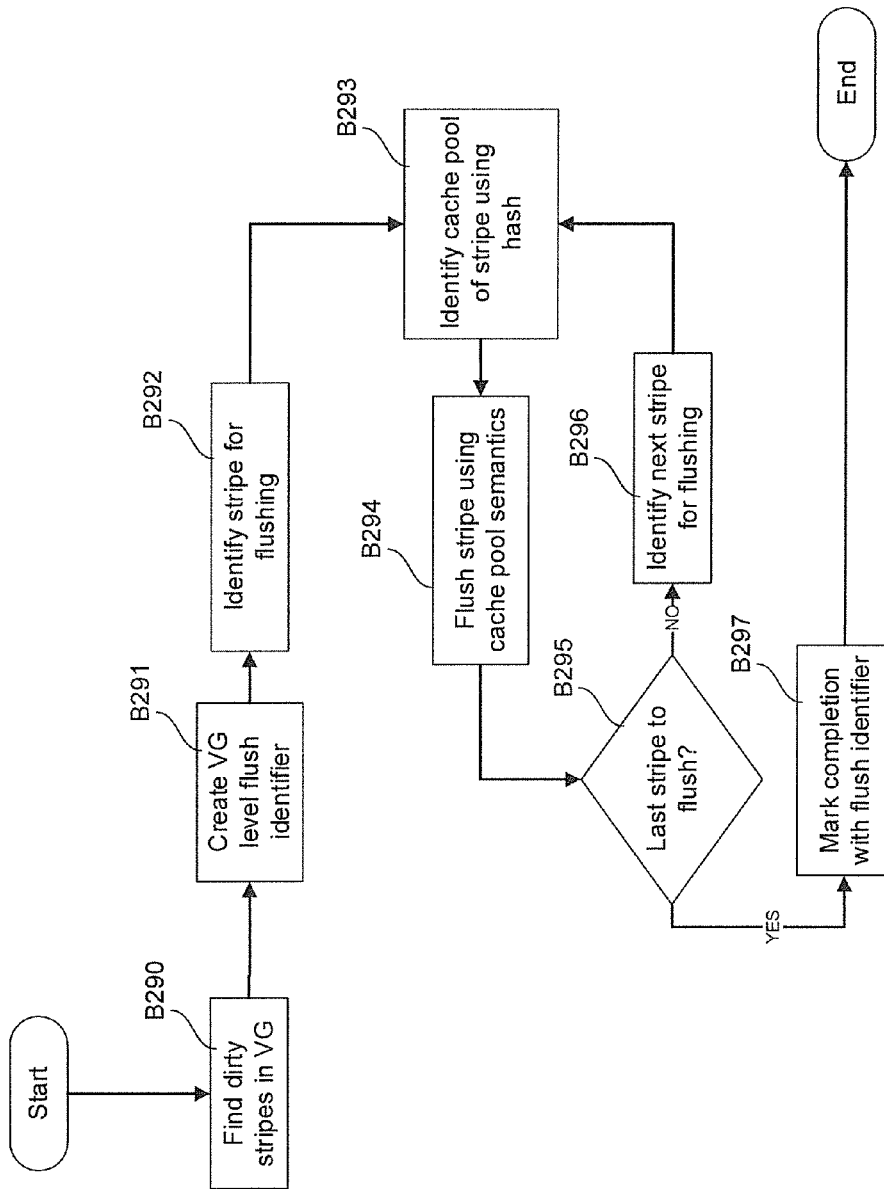 Start
B290
Find dirty
stripes in VG
B291
Create VG
level flush
identifier
B292
Identify stripe for
flushing
B293
Identify cache pool
of stripe using
hash
B294
Flush stripe using
cache pool semantics
B295
Last stripe to
flush?
NO
B296
Identify next stripe
for flushing
YES
B297
Mark completion
with flush identifier
End